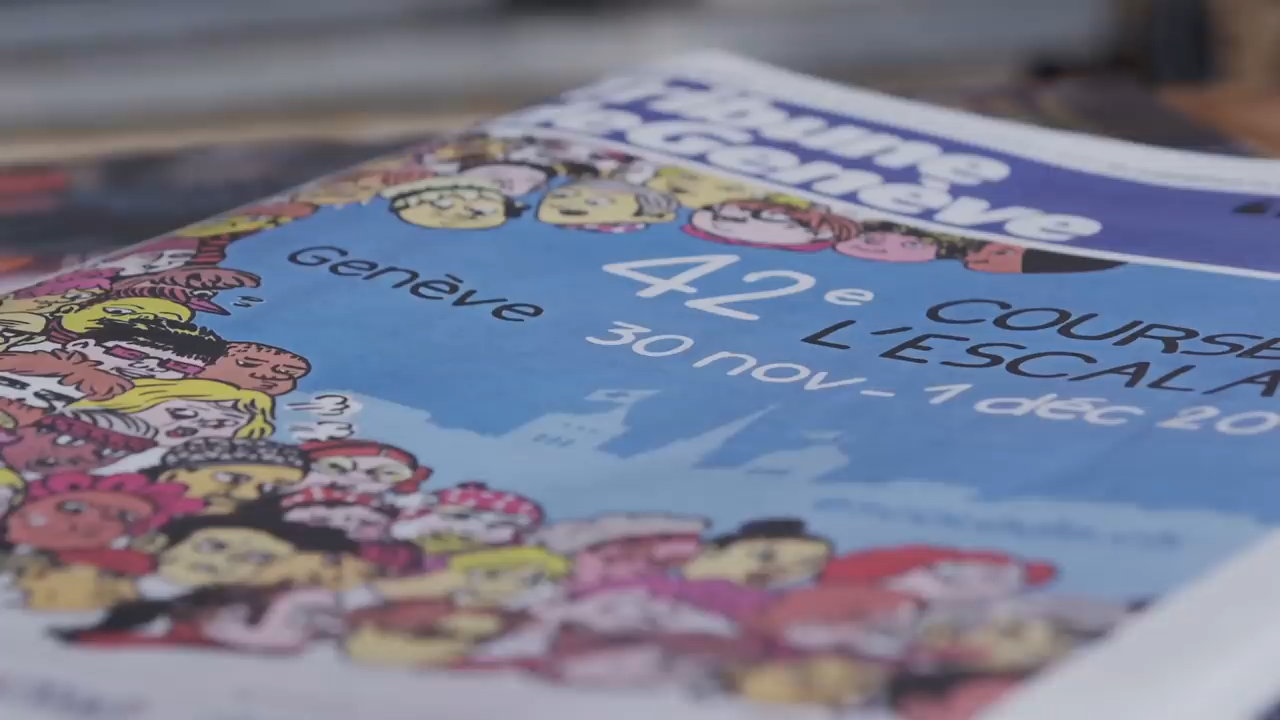 Tribune
de Genève
Genève
42e COURSE
L'ESCALA
30 nov - 1 déc 20